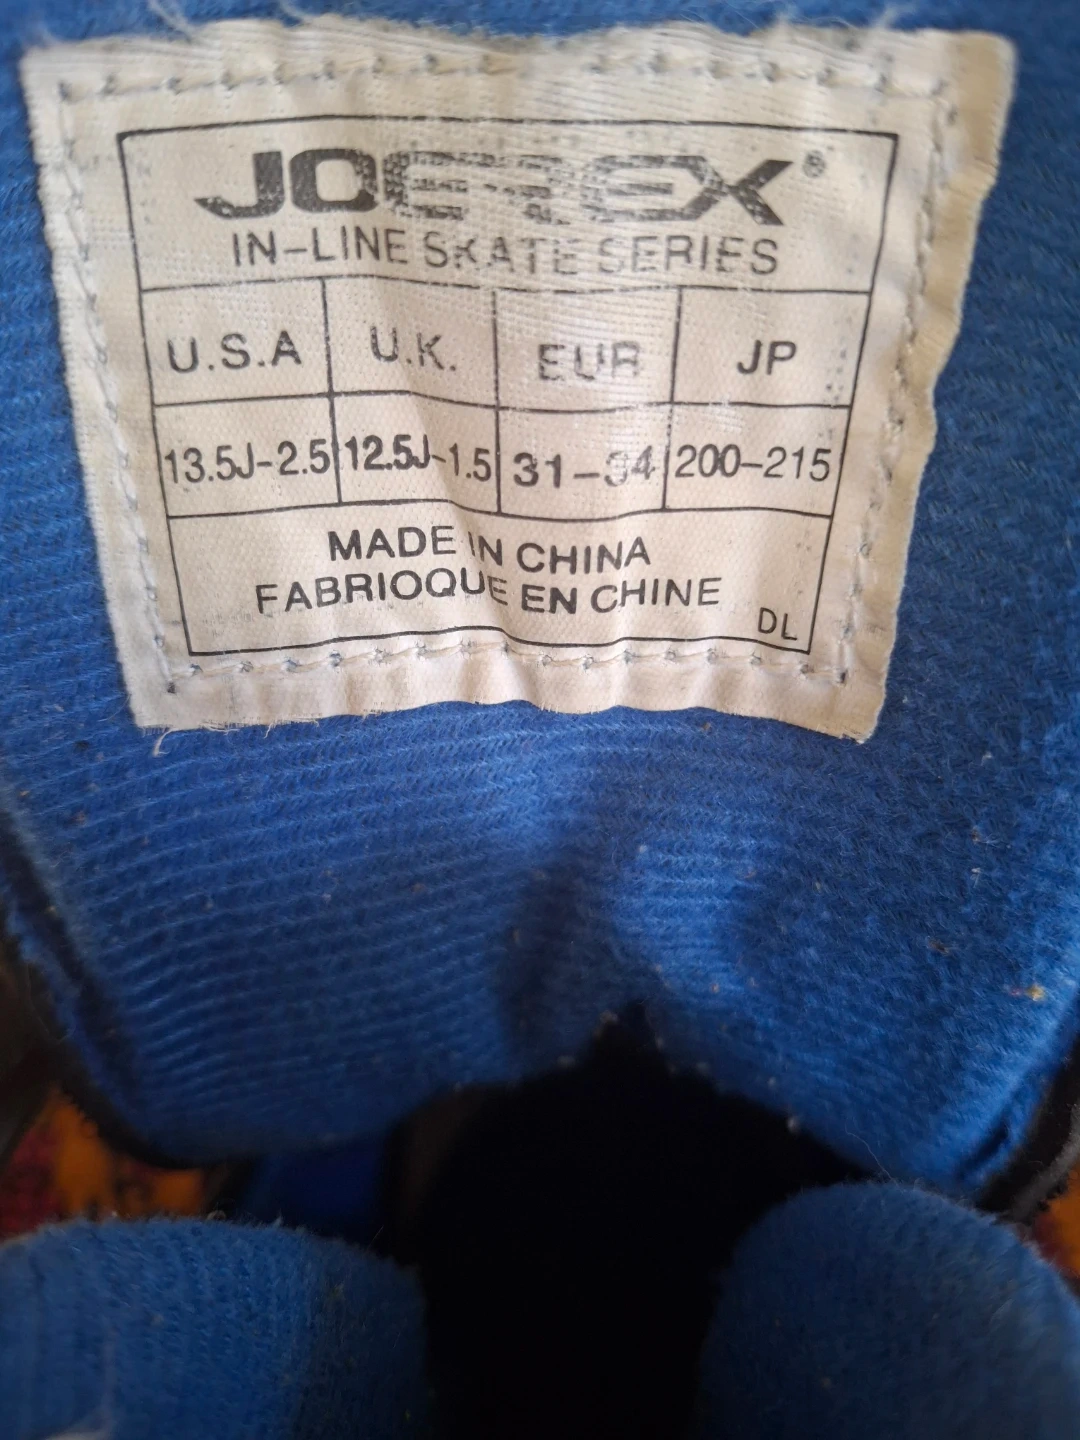 JOEREX®
IN-LINE SKATE SERIES
U.S.A U.K. EUR JP
13.5J-2.5 12.5J-1.5 31-34 200-215
MADE IN CHINA
FABRIOQUE EN CHINE
DL